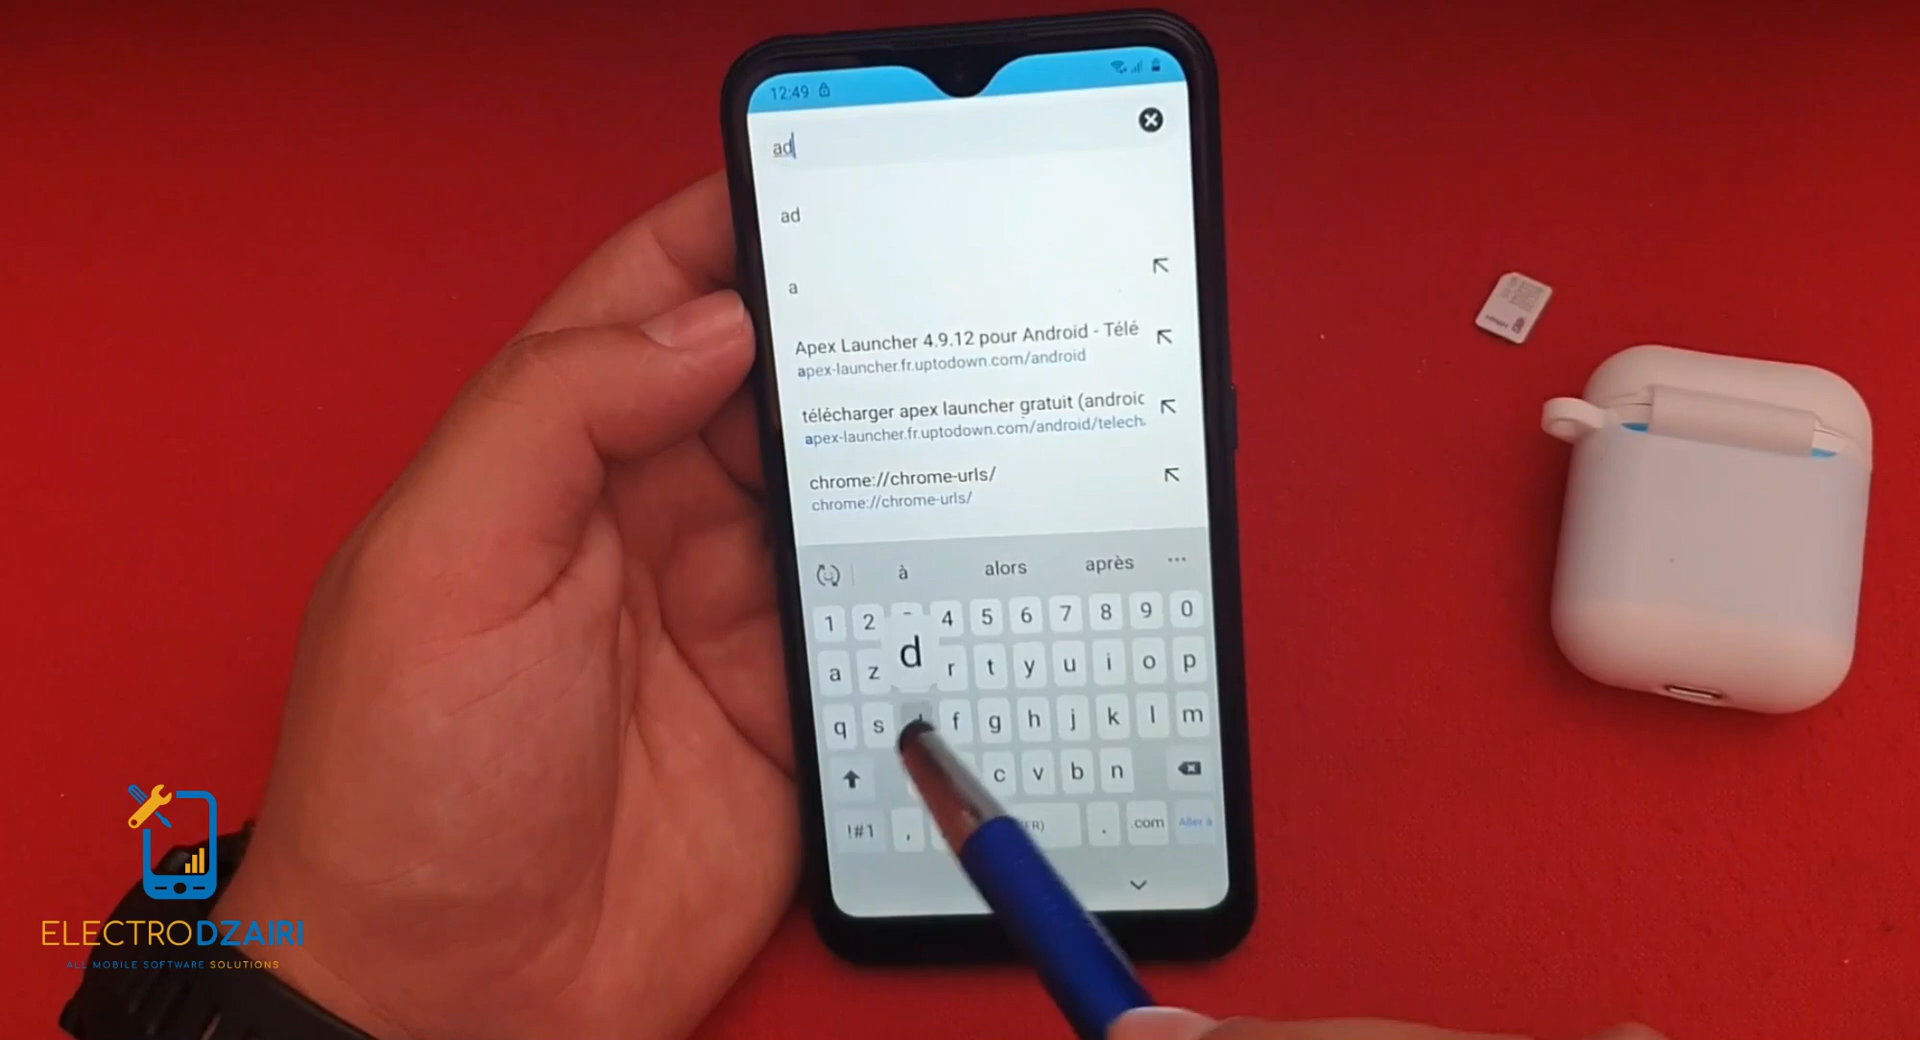 12:49
ad
ad
a
Apex Launcher 4.9.12 pour Android - Télé
apex-launcher.fr.uptodown.com/android
télécharger apex launcher gratuit (androic
apex-launcher.fr.uptodown.com/android/telech
chrome://chrome-urls/
chrome://chrome-urls/
à alors après ...
1 2 4 5 6 7 8 9 0
d
a z r t y u i o p
q s f g h j k l m
c v b n
!#1 , FR) . .com Aller à
ELECTRODZAIRI
ALL MOBILE SOFTWARE SOLUTIONS